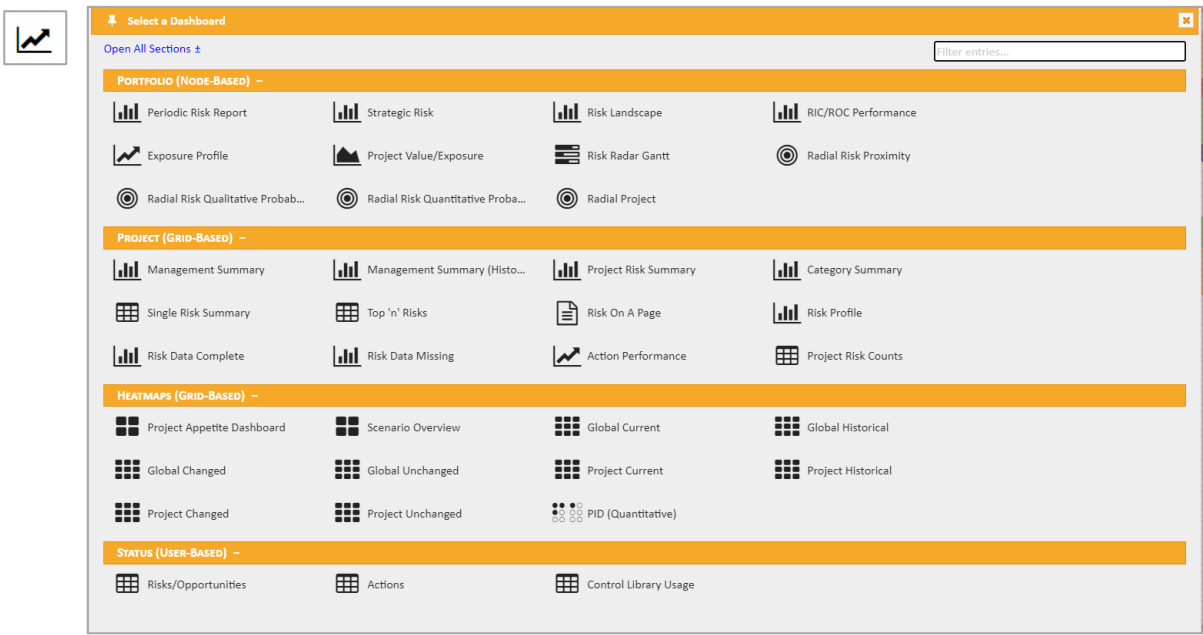 Select a Dashboard
Open All Sections ±
Filter entries...
PORTFOLIO (NODE-BASED) –
Periodic Risk Report
Strategic Risk
Risk Landscape
RIC/ROC Performance
Exposure Profile
Project Value/Exposure
Risk Radar Gantt
Radial Risk Proximity
Radial Risk Qualitative Probab...
Radial Risk Quantitative Proba...
Radial Project
PROJECT (GRID-BASED) –
Management Summary
Management Summary (Histo...
Project Risk Summary
Category Summary
Single Risk Summary
Top 'n' Risks
Risk On A Page
Risk Profile
Risk Data Complete
Risk Data Missing
Action Performance
Project Risk Counts
HEATMAPS (GRID-BASED) –
Project Appetite Dashboard
Scenario Overview
Global Current
Global Historical
Global Changed
Global Unchanged
Project Current
Project Historical
Project Changed
Project Unchanged
PID (Quantitative)
STATUS (USER-BASED) –
Risks/Opportunities
Actions
Control Library Usage